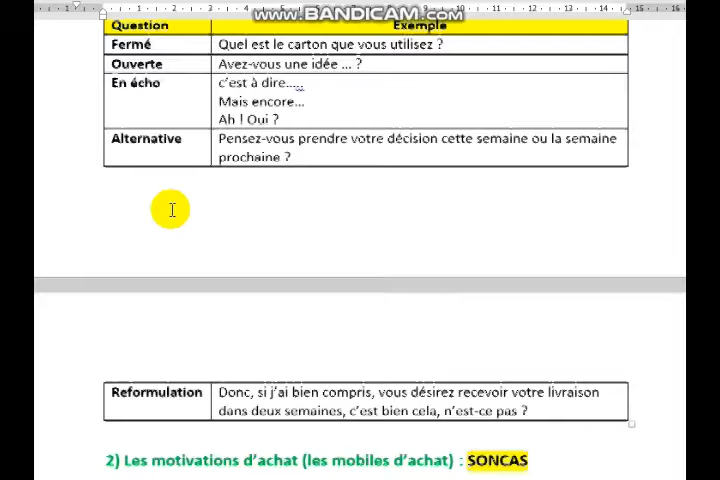 www.BANDICAM.com
Question Exemple
Fermé Quel est le carton que vous utilisez ?
Ouverte Avez-vous une idée ... ?
En écho c'est à dire.....
Mais encore...
Ah ! Oui ?
Alternative Pensez-vous prendre votre décision cette semaine ou la semaine
prochaine ?
Reformulation Donc, si j'ai bien compris, vous désirez recevoir votre livraison
dans deux semaines, c'est bien cela, n'est-ce pas ?
2) Les motivations d'achat (les mobiles d'achat) : SONCAS